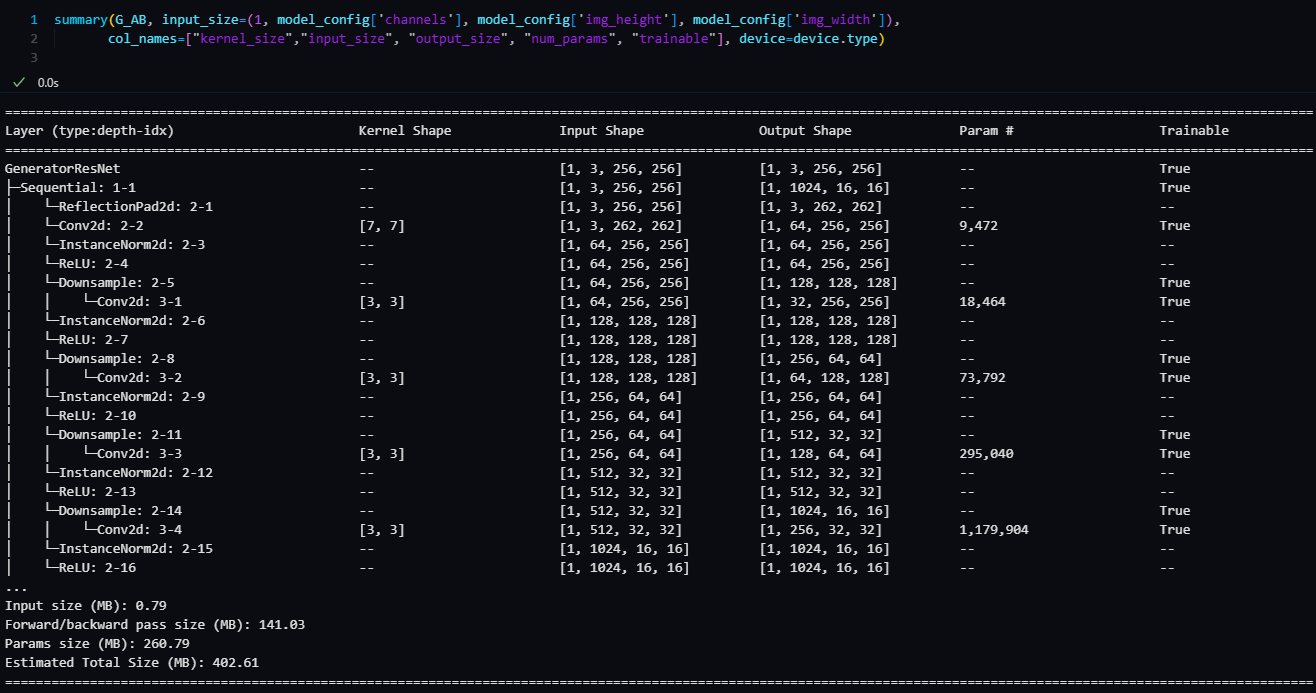 1 summary(G_AB, input_size=(1, model_config['channels'], model_config['img_height'], model_config['img_width']),
2 col_names=["kernel_size","input_size", "output_size", "num_params", "trainable"], device=device.type)
3
✓ 0.0s
==========================================================================================================================================================================
Layer (type:depth-idx) Kernel Shape Input Shape Output Shape Param # Trainable
==========================================================================================================================================================================
GeneratorResNet -- [1, 3, 256, 256] [1, 3, 256, 256] -- True
├─Sequential: 1-1 -- [1, 3, 256, 256] [1, 1024, 16, 16] -- True
│ └─ReflectionPad2d: 2-1 -- [1, 3, 256, 256] [1, 3, 262, 262] -- --
│ └─Conv2d: 2-2 [7, 7] [1, 3, 262, 262] [1, 64, 256, 256] 9,472 True
│ └─InstanceNorm2d: 2-3 -- [1, 64, 256, 256] [1, 64, 256, 256] -- --
│ └─ReLU: 2-4 -- [1, 64, 256, 256] [1, 64, 256, 256] -- --
│ └─Downsample: 2-5 -- [1, 64, 256, 256] [1, 128, 128, 128] -- True
│ │ └─Conv2d: 3-1 [3, 3] [1, 64, 256, 256] [1, 32, 256, 256] 18,464 True
│ └─InstanceNorm2d: 2-6 -- [1, 128, 128, 128] [1, 128, 128, 128] -- --
│ └─ReLU: 2-7 -- [1, 128, 128, 128] [1, 128, 128, 128] -- --
│ └─Downsample: 2-8 -- [1, 128, 128, 128] [1, 256, 64, 64] -- True
│ │ └─Conv2d: 3-2 [3, 3] [1, 128, 128, 128] [1, 64, 128, 128] 73,792 True
│ └─InstanceNorm2d: 2-9 -- [1, 256, 64, 64] [1, 256, 64, 64] -- --
│ └─ReLU: 2-10 -- [1, 256, 64, 64] [1, 256, 64, 64] -- --
│ └─Downsample: 2-11 -- [1, 256, 64, 64] [1, 512, 32, 32] -- True
│ │ └─Conv2d: 3-3 [3, 3] [1, 256, 64, 64] [1, 128, 64, 64] 295,040 True
│ └─InstanceNorm2d: 2-12 -- [1, 512, 32, 32] [1, 512, 32, 32] -- --
│ └─ReLU: 2-13 -- [1, 512, 32, 32] [1, 512, 32, 32] -- --
│ └─Downsample: 2-14 -- [1, 512, 32, 32] [1, 1024, 16, 16] -- True
│ │ └─Conv2d: 3-4 [3, 3] [1, 512, 32, 32] [1, 256, 32, 32] 1,179,904 True
│ └─InstanceNorm2d: 2-15 -- [1, 1024, 16, 16] [1, 1024, 16, 16] -- --
│ └─ReLU: 2-16 -- [1, 1024, 16, 16] [1, 1024, 16, 16] -- --
...
Input size (MB): 0.79
Forward/backward pass size (MB): 141.03
Params size (MB): 260.79
Estimated Total Size (MB): 402.61
==========================================================================================================================================================================